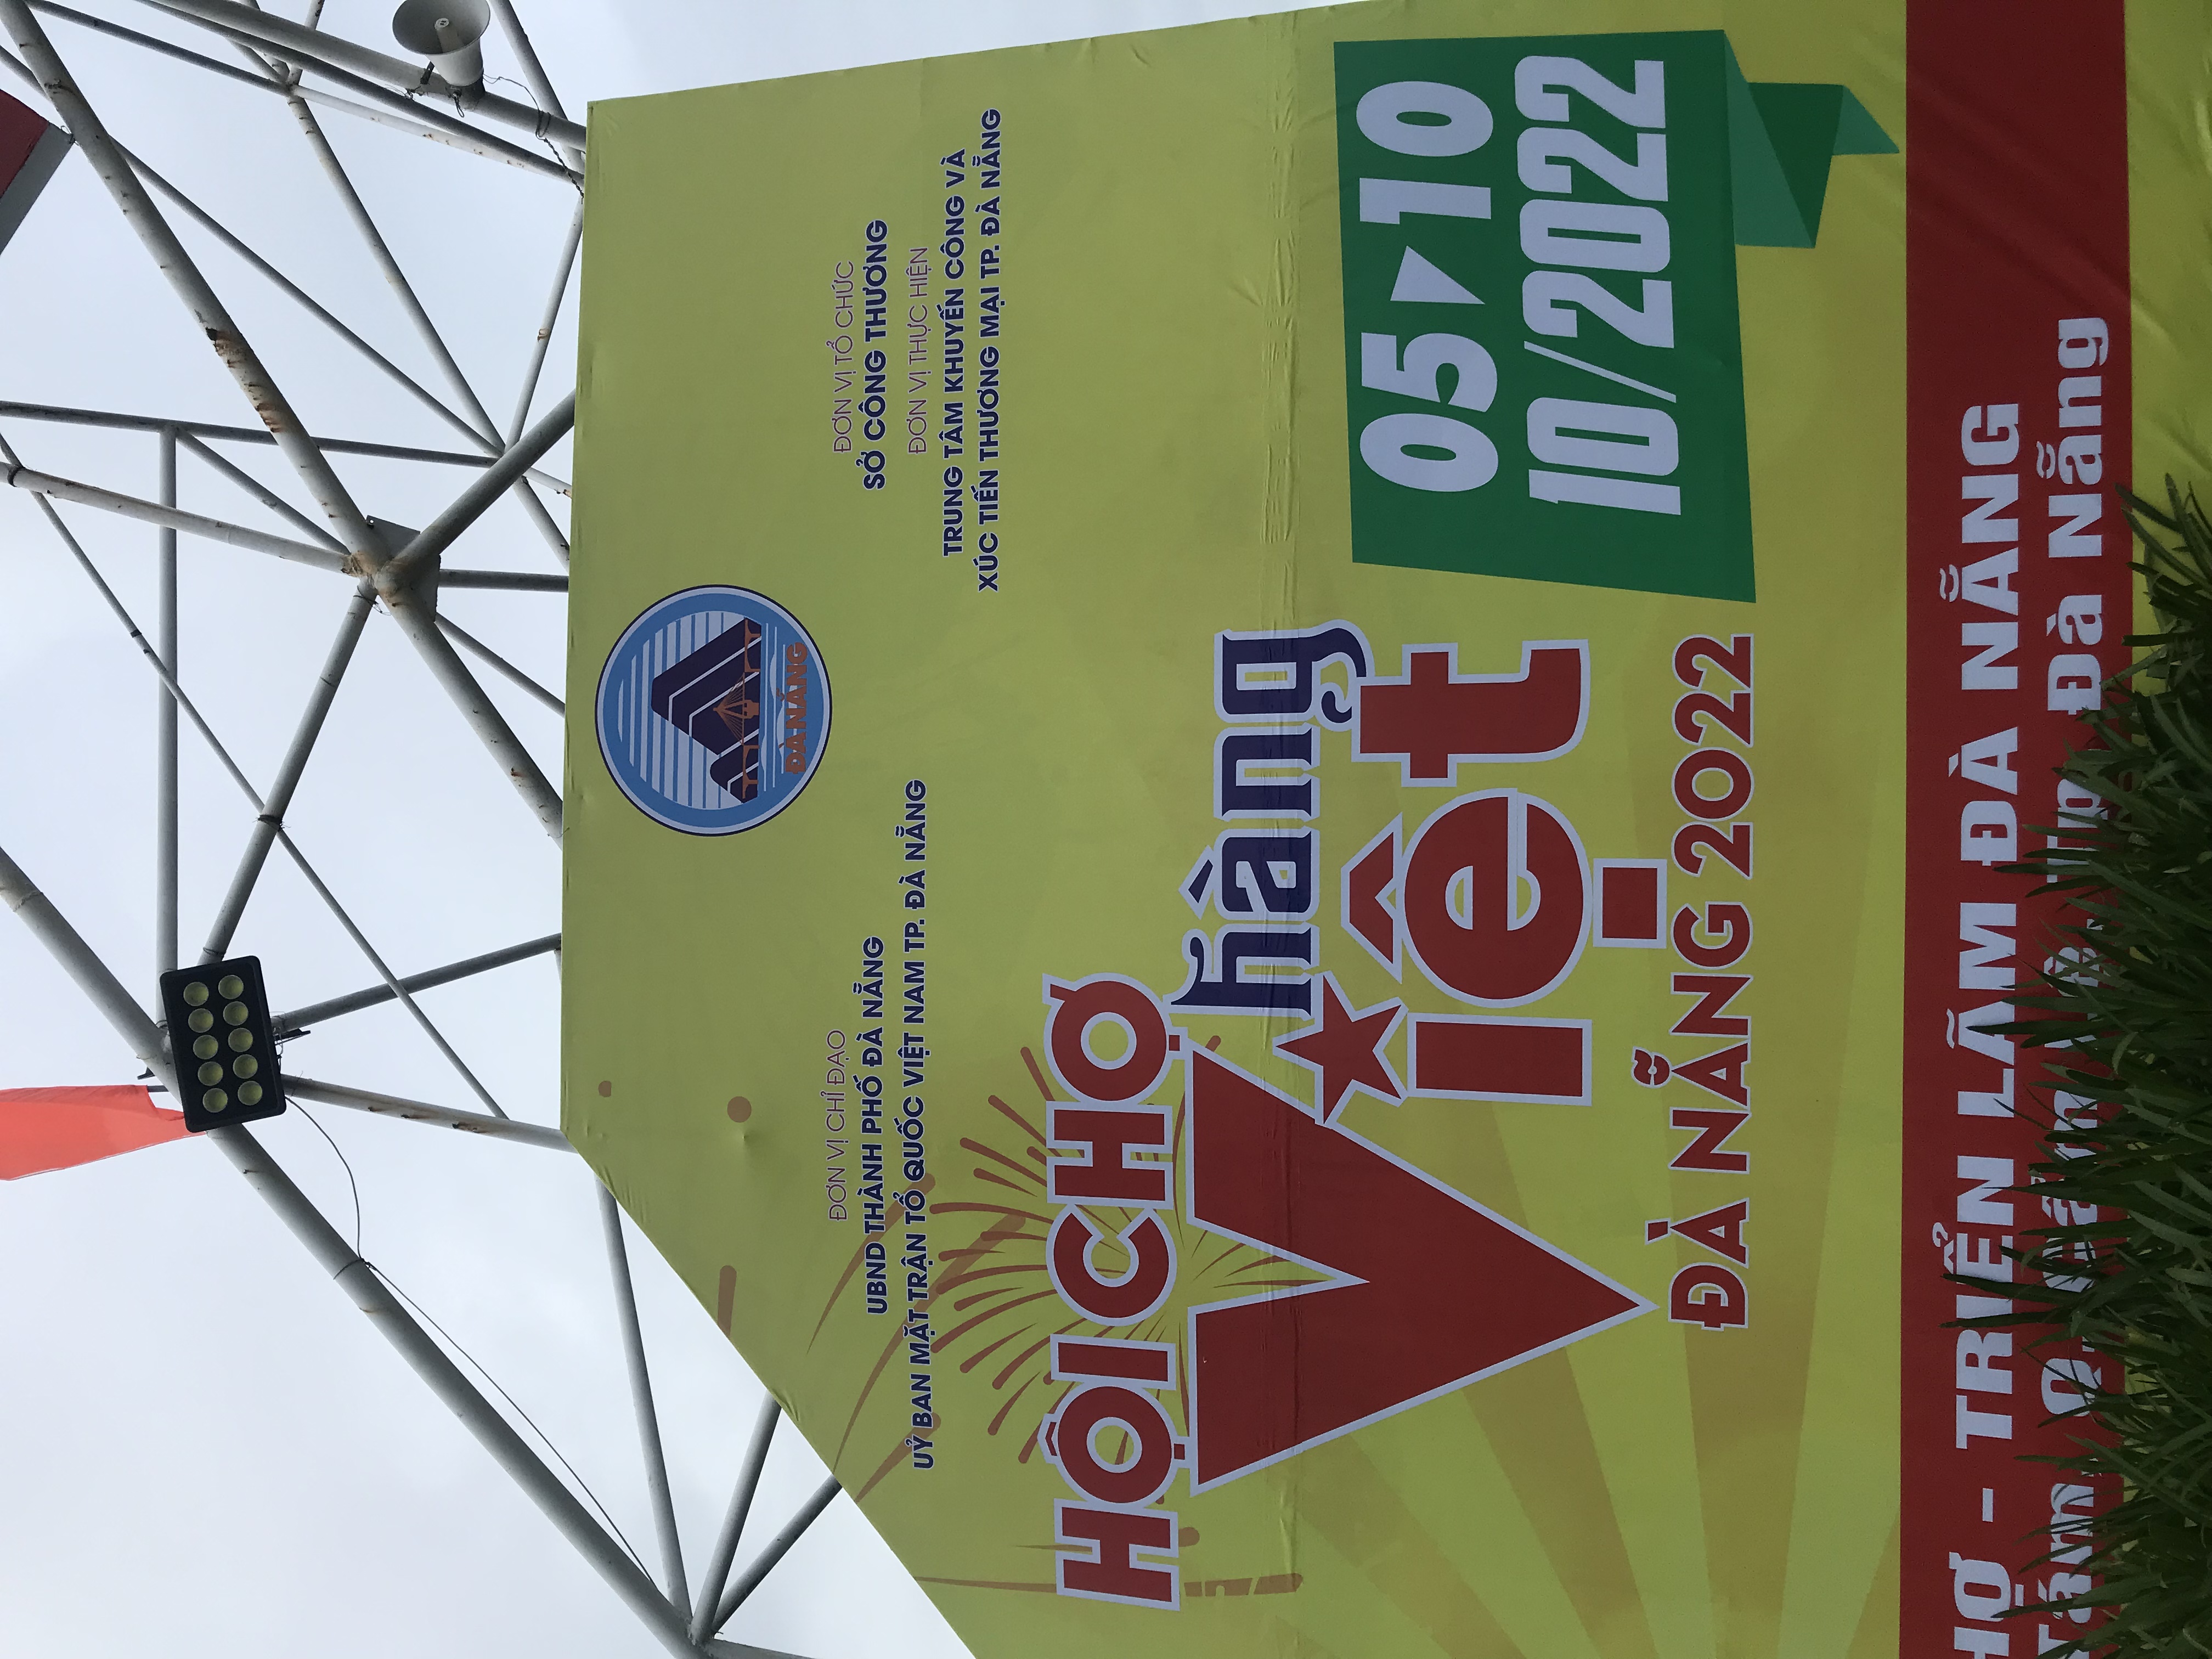 ĐÀ NẴNG
ĐƠN VỊ CHỈ ĐẠO
UBND THÀNH PHỐ ĐÀ NẴNG
UỶ BAN MẶT TRẬN TỔ QUỐC VIỆT NAM TP. ĐÀ NẴNG
ĐƠN VỊ TỔ CHỨC
SỞ CÔNG THƯƠNG
ĐƠN VỊ THỰC HIỆN
TRUNG TÂM KHUYẾN CÔNG VÀ
XÚC TIẾN THƯƠNG MẠI TP. ĐÀ NẴNG
HỘI CHỢ
hàng
Việt
ĐÀ NẴNG 2022
05 10
10/2022
- TRIỂN LÃM ĐÀ NẴNG
Đà Nẵng